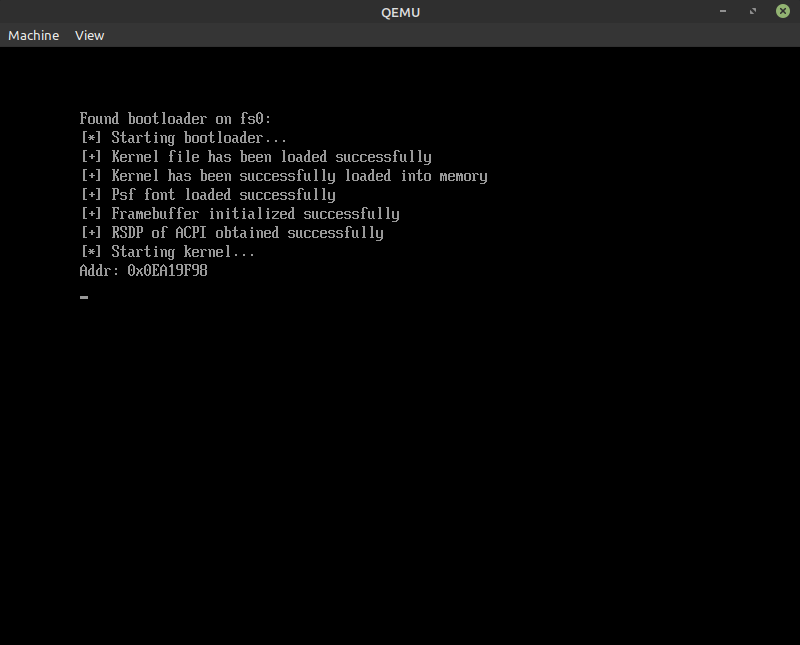 QEMU
Machine View
Found bootloader on fs0:
[*] Starting bootloader...
[+] Kernel file has been loaded successfully
[+] Kernel has been successfully loaded into memory
[+] Psf font loaded successfully
[+] Framebuffer initialized successfully
[+] RSDP of ACPI obtained successfully
[*] Starting kernel...
Addr: 0x0EA19F98